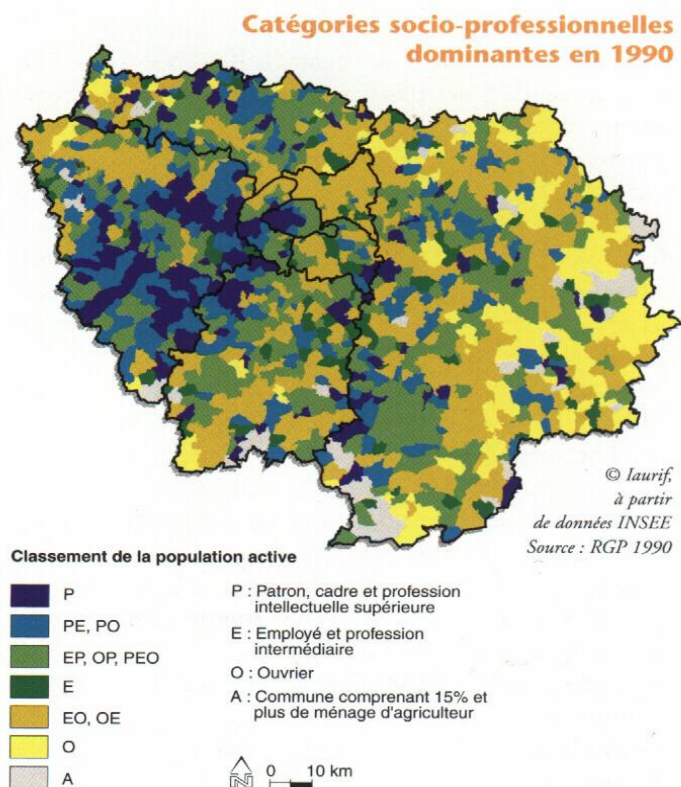 Catégories socio-professionnelles
dominantes en 1990
© Iaurif,
à partir
de données INSEE
Source : RGP 1990
Classement de la population active
P
PE, PO
EP, OP, PEO
E
EO, OE
O
A
P : Patron, cadre et profession
intellectuelle supérieure
E : Employé et profession
intermédiaire
O : Ouvrier
A : Commune comprenant 15% et
plus de ménage d'agriculteur
N
0 10 km